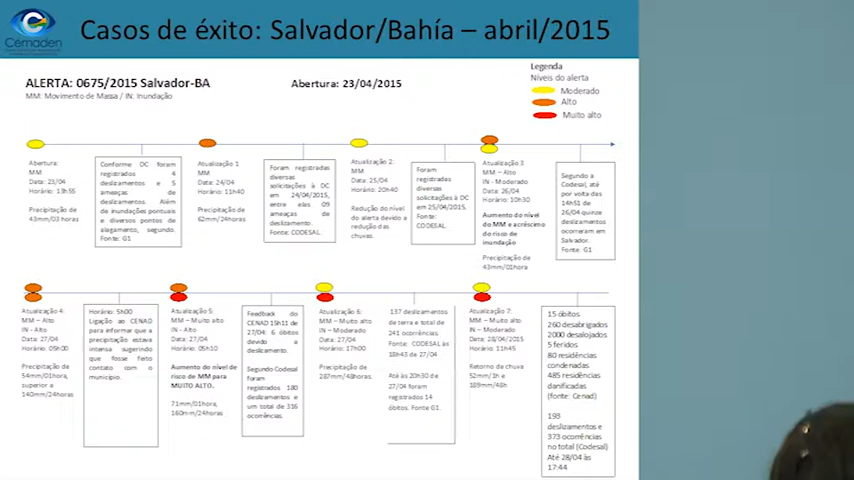 Cemaden
Casos de éxito: Salvador/Bahía – abril/2015
ALERTA: 0675/2015 Salvador-BA
Abertura: 23/04/2015
MM: Movimento de Massa / IN: Inundação
Legenda
Níveis do alerta
Moderado
Alto
Muito alto
Abertura:
MM
Data: 23/04
Horário: 13h55
Precipitação de
43mm/03 horas
Conforme DC foram
registrados 4
deslizamentos e 5
ameaças de
deslizamentos. Além
de inundações pontuais
e diversos pontos de
alagamento, segundo.
Fonte: G1
Atualização 1
MM
Data: 24/04
Horário: 11h40
Precipitação de
62mm/24horas
Foram registradas
diversas
solicitações à DC
em 24/04/2015,
entre elas 09
ameaças de
deslizamento.
Fonte: CODESAL.
Atualização 2:
MM
Data: 25/04
Horário: 20h40
Redução do nível
do alerta devido a
redução das
chuvas.
Foram
registradas
diversas
solicitações à DC
em 25/04/2015.
Fonte:
CODESAL.
Atualização 3
MM - Alto
IN - Moderado
Data: 26/04
Horário: 10h30
Aumento do nível
do MM e acréscimo
do risco de
inundação
Precipitação de
43mm/01hora
Segundo a
Codesal, até
por volta das
14h51 de
26/04 quinze
deslizamentos
ocorreram em
Salvador.
Fonte: G1
Atualização 4:
MM – Alto
IN - Alto
Data: 27/04
Horário: 05h00
Precipitação de
54mm/01hora,
superior a
140mm/24horas
Horário: 5h00
Ligação ao CENAD
para informar que a
precipitação estava
intensa sugerindo
que fosse feito
contato com o
município.
Atualização 5:
MM – Muito alto
IN - Alto
Data: 27/04
Horário: 05h10
Aumento do nível de
risco de MM para
MUITO ALTO.
71mm/01hora,
160mm/24horas
Feedback do
CENAD 15h11 de
27/04: 6 óbitos
devido a
deslizamento.
Segundo Codesal
foram
registrados 180
deslizamentos e
um total de 316
ocorrências.
Atualização 6:
MM – Muito alto
IN – Moderado
Data: 27/04
Horário: 17h00
Precipitação de
287mm/48horas.
137 deslizamentos
de terra e total de
241 ocorrências.
Fonte: CODESAL às
18h43 de 27/04
Até às 20h30 de
27/04 foram
registrados 14
óbitos. Fonte G1.
Atualização 7:
MM – Muito alto
IN – Moderado
Data: 28/04/2015
Horário: 11h45
Retorno da chuva
52mm/1h e
189mm/48h
15 óbitos
260 desabrigados
2000 desalojados
5 feridos
80 residências
condenadas
485 residências
danificadas
(fonte: Cenad)
193
deslizamentos e
373 ocorrências
no total (Codesal)
Até 28/04 às
17:44